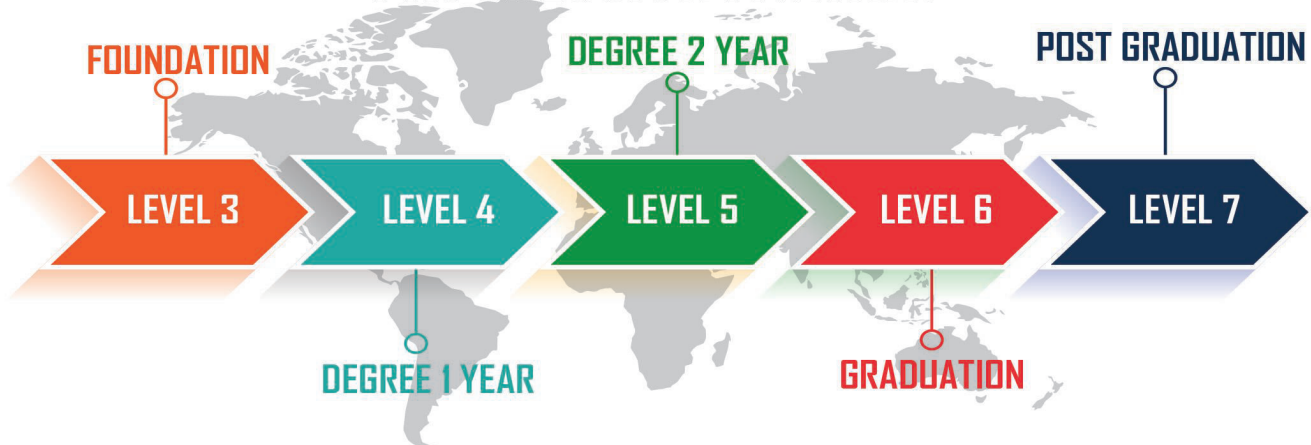 FOUNDATION
DEGREE 2 YEAR
POST GRADUATION
LEVEL 3
LEVEL 4
LEVEL 5
LEVEL 6
LEVEL 7
DEGREE 1 YEAR
GRADUATION